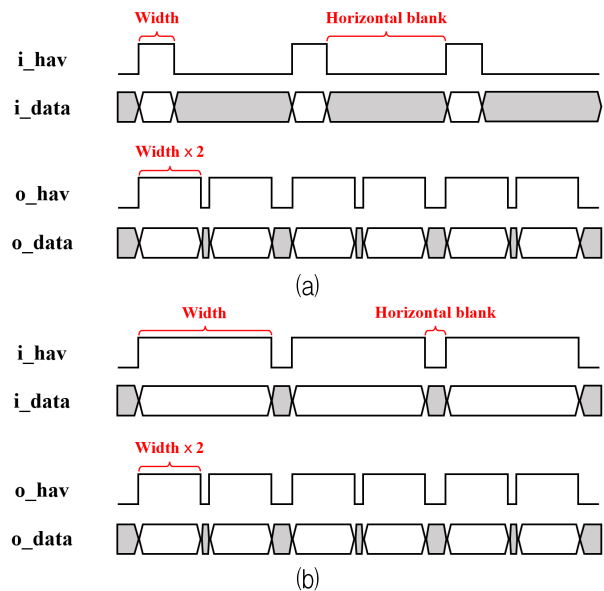 Width Horizontal blank
i_hav
i_data
Width × 2
o_hav
o_data
(a)
Width Horizontal blank
i_hav
i_data
Width × 2
o_hav
o_data
(b)